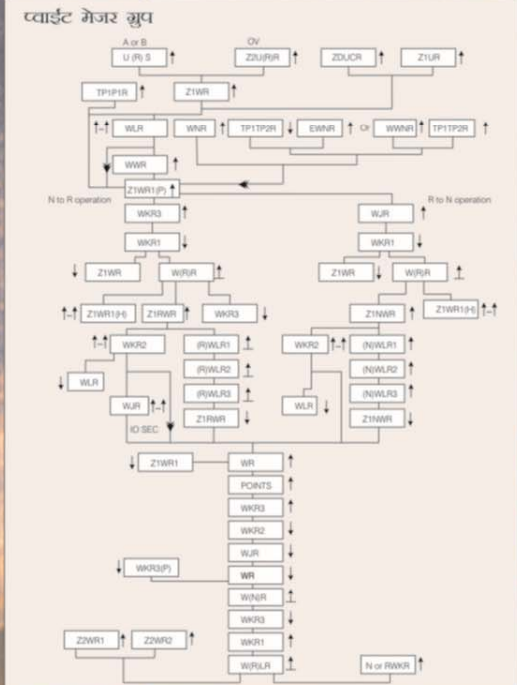 प्वाईंट मेजर ग्रुप
A or B OV
U (R) S Z2U(R)R ZDUCR Z1UR
TP1P1R Z1WR
WLR WNR TP1TP2R EWNR Or WWNR TP1TP2R
WWR
Z1WR1(P)
N to R operation R to N operation
WKR3 WJR
WKR1 WKR1
Z1WR W(R)R Z1WR W(R)R
Z1WR1(H) Z1RWR WKR3 Z1NWR Z1WR1(H)
WKR2 (R)WLR1 WKR2 (N)WLR1
WLR (R)WLR2 (N)WLR2
WJR (R)WLR3 WLR (N)WLR3
IO SEC Z1RWR Z1NWR
Z1WR1 WR
POINTS
WKR3
WKR2
WJR
WKR3(P) WR
W(N)R
WKR3
Z2WR1 Z2WR2 WKR1
W(R)LR N or RWKR